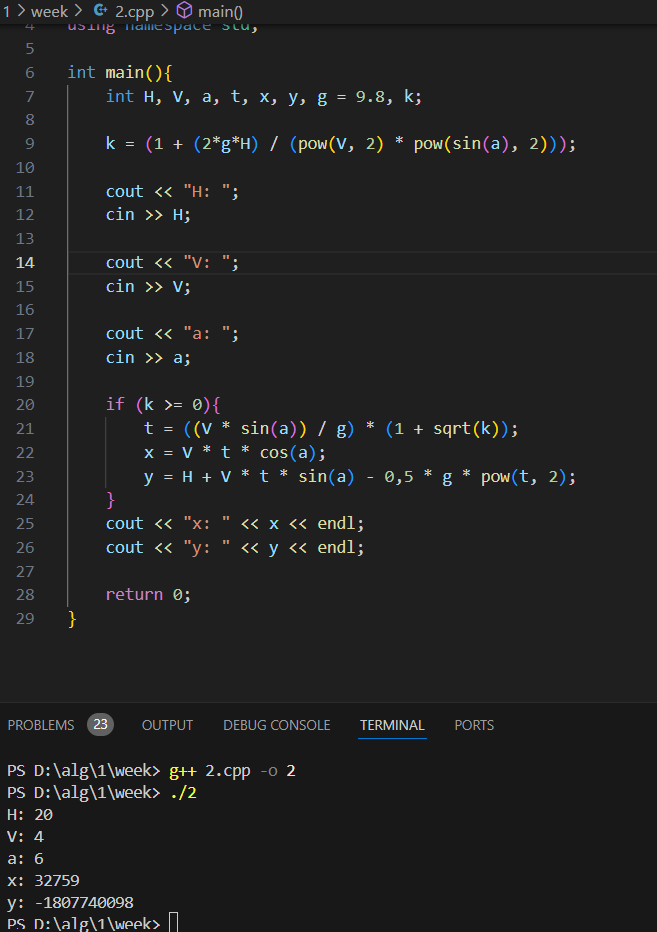 1 > week > 2.cpp > main()
4 using namespace std;
5
6 int main(){
7 int H, V, a, t, x, y, g = 9.8, k;
8
9 k = (1 + (2*g*H) / (pow(V, 2) * pow(sin(a), 2)));
10
11 cout << "H: ";
12 cin >> H;
13
14 cout << "V: ";
15 cin >> V;
16
17 cout << "a: ";
18 cin >> a;
19
20 if (k >= 0){
21 t = ((V * sin(a)) / g) * (1 + sqrt(k));
22 x = V * t * cos(a);
23 y = H + V * t * sin(a) - 0,5 * g * pow(t, 2);
24 }
25 cout << "x: " << x << endl;
26 cout << "y: " << y << endl;
27
28 return 0;
29 }
PROBLEMS 23 OUTPUT DEBUG CONSOLE TERMINAL PORTS
PS D:\alg\1\week> g++ 2.cpp -o 2
PS D:\alg\1\week> ./2
H: 20
V: 4
a: 6
x: 32759
y: -1807740098
PS D:\alg\1\week>